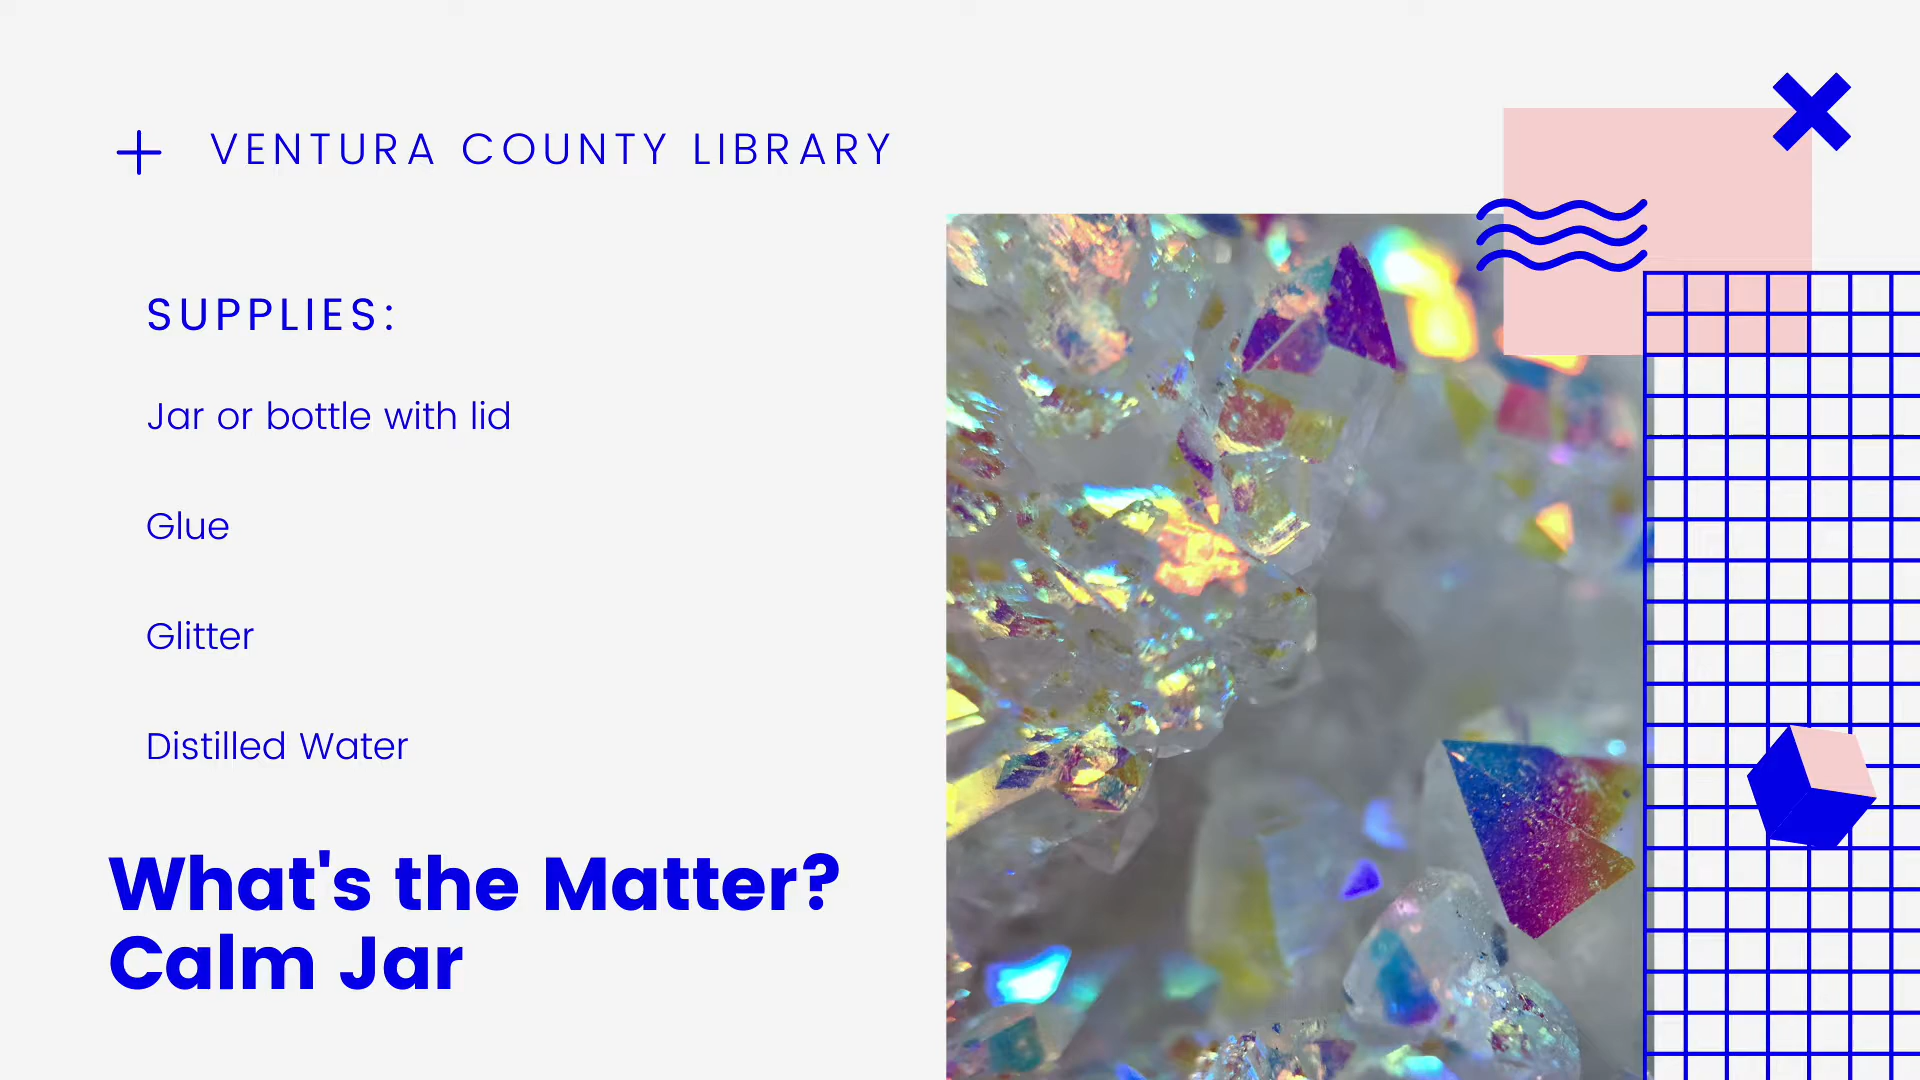 VENTURA COUNTY LIBRARY
SUPPLIES:
Jar or bottle with lid
Glue
Glitter
Distilled Water
What's the Matter?
Calm Jar